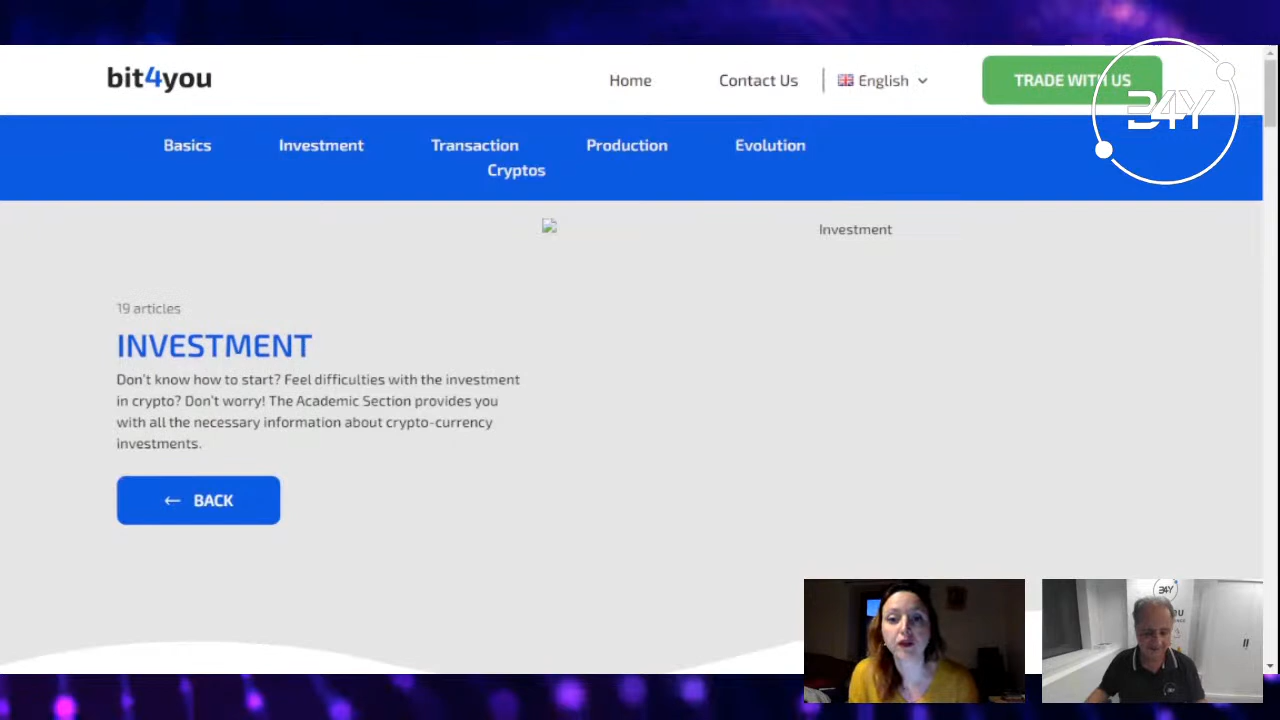 bit4you
Home
Contact Us
English
TRADE WITH US
B4Y
Basics
Investment
Transaction
Production
Evolution
Cryptos
Investment
19 articles
INVESTMENT
Don't know how to start? Feel difficulties with the investment
in crypto? Don't worry! The Academic Section provides you
with all the necessary information about crypto-currency
investments.
← BACK
B4Y